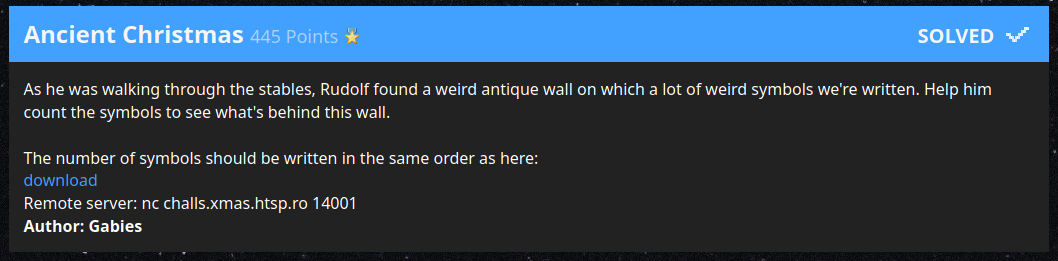 Ancient Christmas 445 Points
SOLVED
As he was walking through the stables, Rudolf found a weird antique wall on which a lot of weird symbols we're written. Help him
count the symbols to see what's behind this wall.
The number of symbols should be written in the same order as here:
download
Remote server: nc challs.xmas.htsp.ro 14001
Author: Gabies